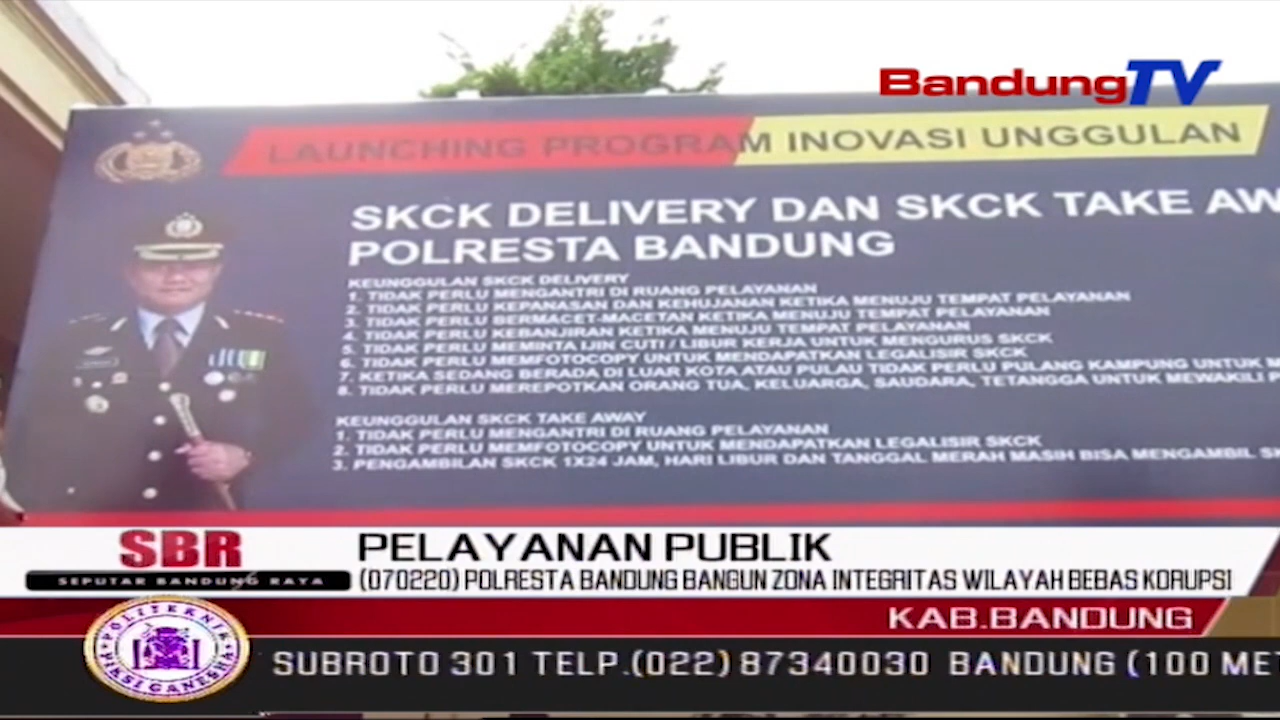 BandungTV
LAUNCHING PROGRAM INOVASI UNGGULAN
SKCK DELIVERY DAN SKCK TAKE AW
POLRESTA BANDUNG
KEUNGGULAN SKCK DELIVERY
1. TIDAK PERLU MENGANTRI DI RUANG PELAYANAN
2. TIDAK PERLU KEPANASAN DAN KEHUJANAN KETIKA MENUJU TEMPAT PELAYANAN
3. TIDAK PERLU BERMACET-MACETAN KETIKA MENUJU TEMPAT PELAYANAN
4. TIDAK PERLU KEBANJIRAN KETIKA MENUJU TEMPAT PELAYANAN
5. TIDAK PERLU MEMINTA IJIN CUTI / LIBUR KERJA UNTUK MENGURUS SKCK
6. TIDAK PERLU MEMFOTOCOPY UNTUK MENDAPATKAN LEGALISIR SKCK
7. KETIKA SEDANG BERADA DI LUAR KOTA ATAU PULAU TIDAK PERLU PULANG KAMPUNG UNTUK M
8. TIDAK PERLU MEREPOTKAN ORANG TUA, KELUARGA, SAUDARA, TETANGGA UNTUK MEWAKILI P
KEUNGGULAN SKCK TAKE AWAY
1. TIDAK PERLU MENGANTRI DI RUANG PELAYANAN
2. TIDAK PERLU MEMFOTOCOPY UNTUK MENDAPATKAN LEGALISIR SKCK
3. PENGAMBILAN SKCK 1X24 JAM, HARI LIBUR DAN TANGGAL MERAH MASIH BISA MENGAMBIL SK
SBR
SEPUTAR BANDUNG RAYA
PELAYANAN PUBLIK
(070220) POLRESTA BANDUNG BANGUN ZONA INTEGRITAS WILAYAH BEBAS KORUPSI
KAB.BANDUNG
POLITEKNIK
PIKSI GANESHA
SUBROTO 301 TELP.(022) 87340030 BANDUNG (100 MET